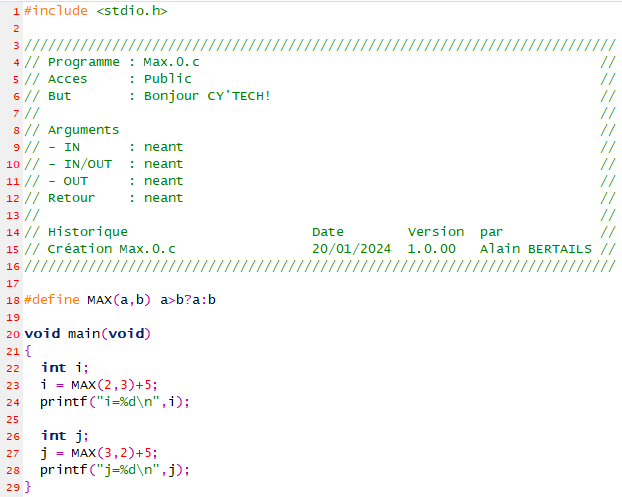 1 #include <stdio.h>
2
3 //////////////////////////////////////////////////////////////////////////
4 // Programme : Max.0.c                                                  //
5 // Acces     : Public                                                   //
6 // But       : Bonjour CY'TECH!                                         //
7 //                                                                      //
8 // Arguments                                                            //
9 // - IN      : neant                                                    //
10 // - IN/OUT  : neant                                                    //
11 // - OUT     : neant                                                    //
12 // Retour    : neant                                                    //
13 //                                                                      //
14 // Historique                       Date        Version  par            //
15 // Création Max.0.c                 20/01/2024  1.0.00   Alain BERTAILS //
16 //////////////////////////////////////////////////////////////////////////
17
18 #define MAX(a,b) a>b?a:b
19
20 void main(void)
21 {
22   int i;
23   i = MAX(2,3)+5;
24   printf("i=%d\n",i);
25
26   int j;
27   j = MAX(3,2)+5;
28   printf("j=%d\n",j);
29 }